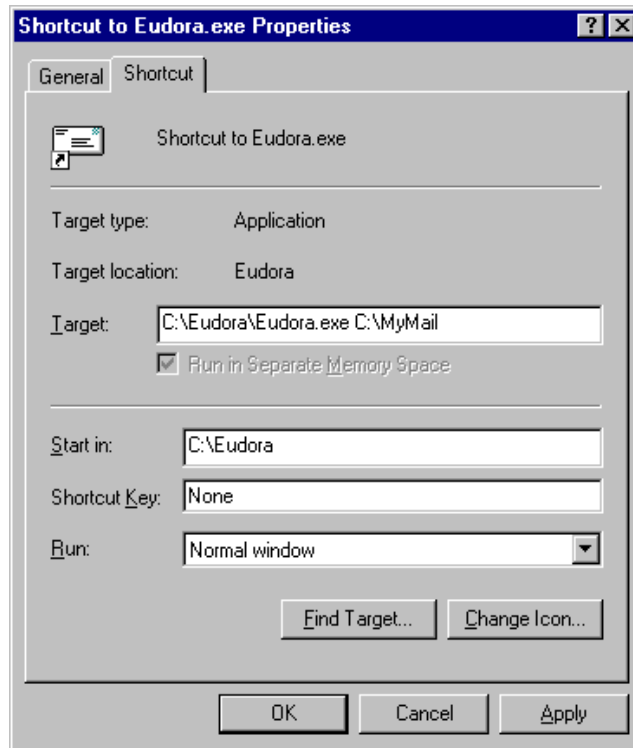 Shortcut to Eudora.exe Properties
General Shortcut
Shortcut to Eudora.exe
Target type: Application
Target location: Eudora
Target: C:\Eudora\Eudora.exe C:\MyMail
Run in Separate Memory Space
Start in: C:\Eudora
Shortcut Key: None
Run: Normal window
Find Target... Change Icon...
OK Cancel Apply